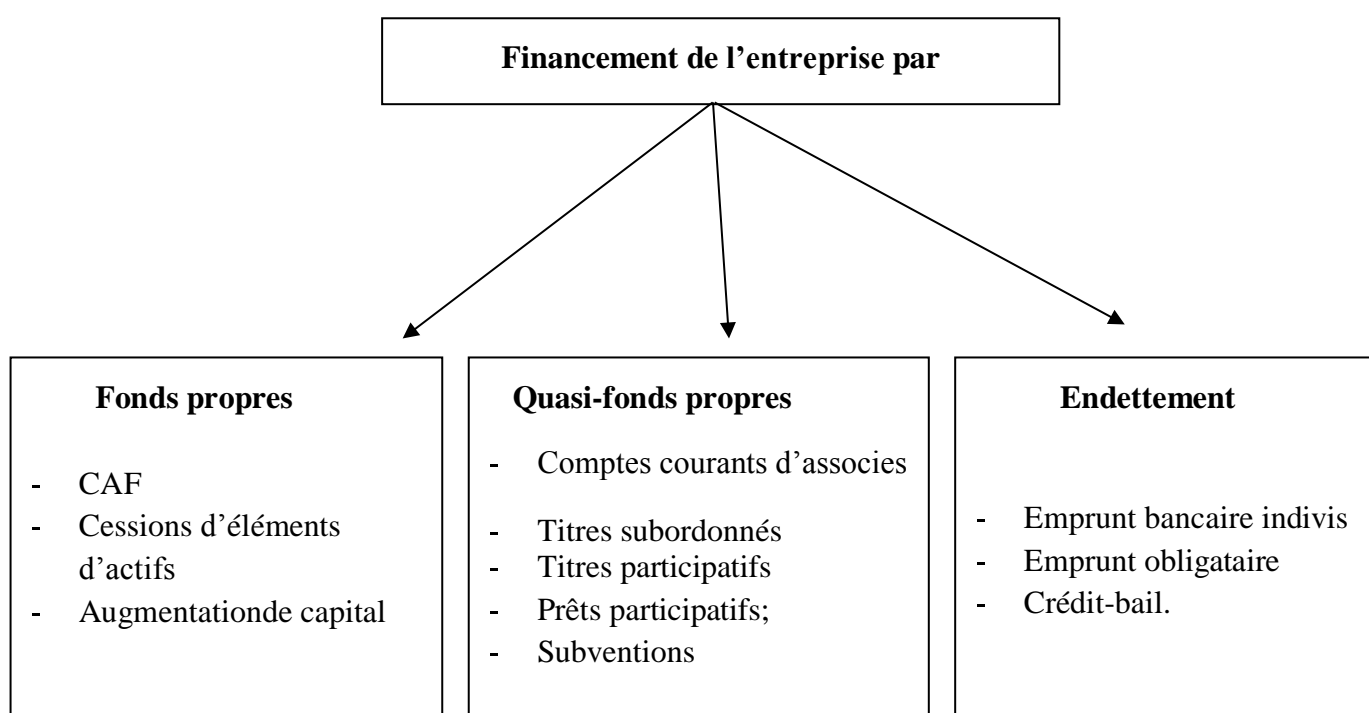 Financement de l’entreprise par
Fonds propres
- CAF
- Cessions d’éléments
d’actifs
- Augmentationde capital
Quasi-fonds propres
- Comptes courants d’associes
- Titres subordonnés
- Titres participatifs
- Prêts participatifs;
- Subventions
Endettement
- Emprunt bancaire indivis
- Emprunt obligataire
- Crédit-bail.